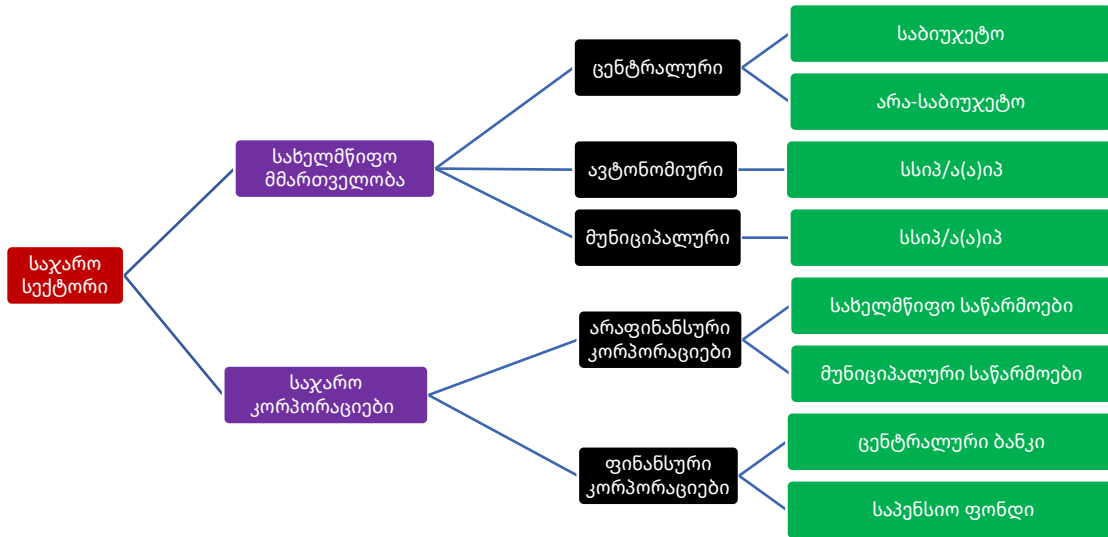 საჯარო
სექტორი
სახელმწიფო
მმართველობა
საჯარო
კორპორაციები
ცენტრალური
ავტონომიური
მუნიციპალური
არაფინანსური
კორპორაციები
ფინანსური
კორპორაციები
საბიუჯეტო
არა-საბიუჯეტო
სსიპ/ა(ა)იპ
სსიპ/ა(ა)იპ
სახელმწიფო საწარმოები
მუნიციპალური საწარმოები
ცენტრალური ბანკი
საპენსიო ფონდი